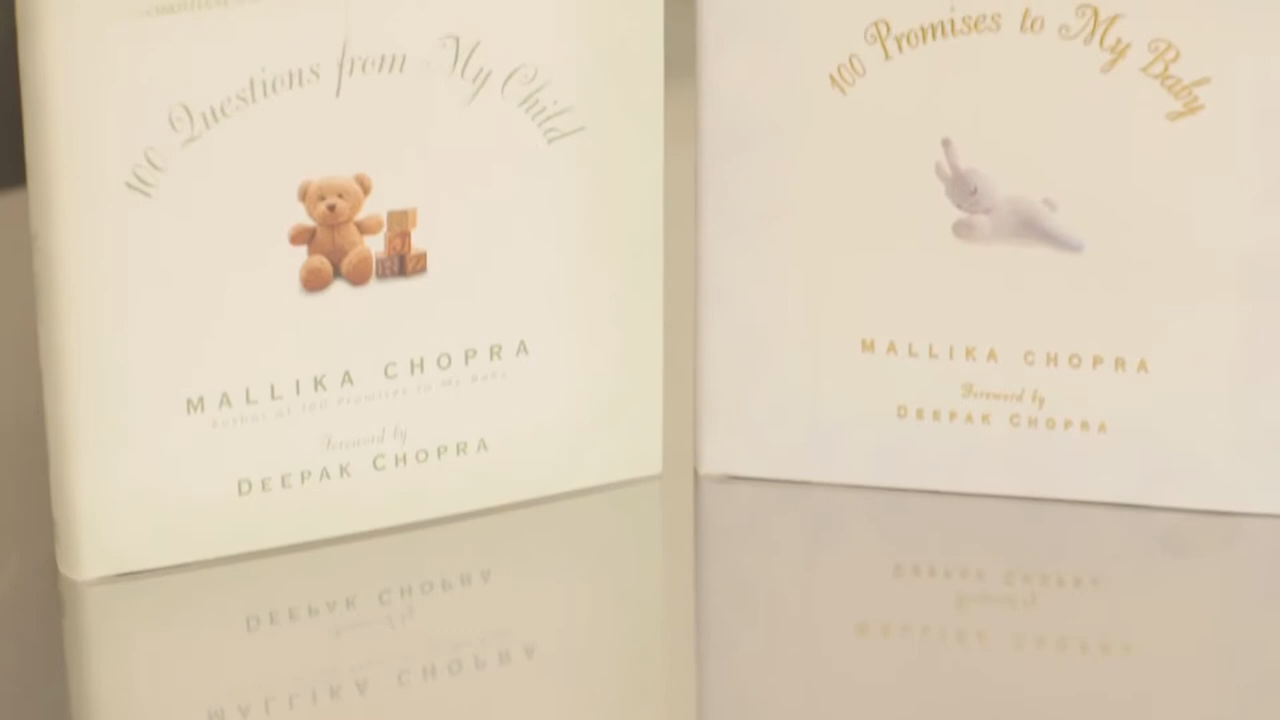 100 Questions from My Child
MALLIKA CHOPRA
Author of 100 Promises to My Baby
Foreword by
DEEPAK CHOPRA
100 Promises to My Baby
MALLIKA CHOPRA
Foreword by
DEEPAK CHOPRA